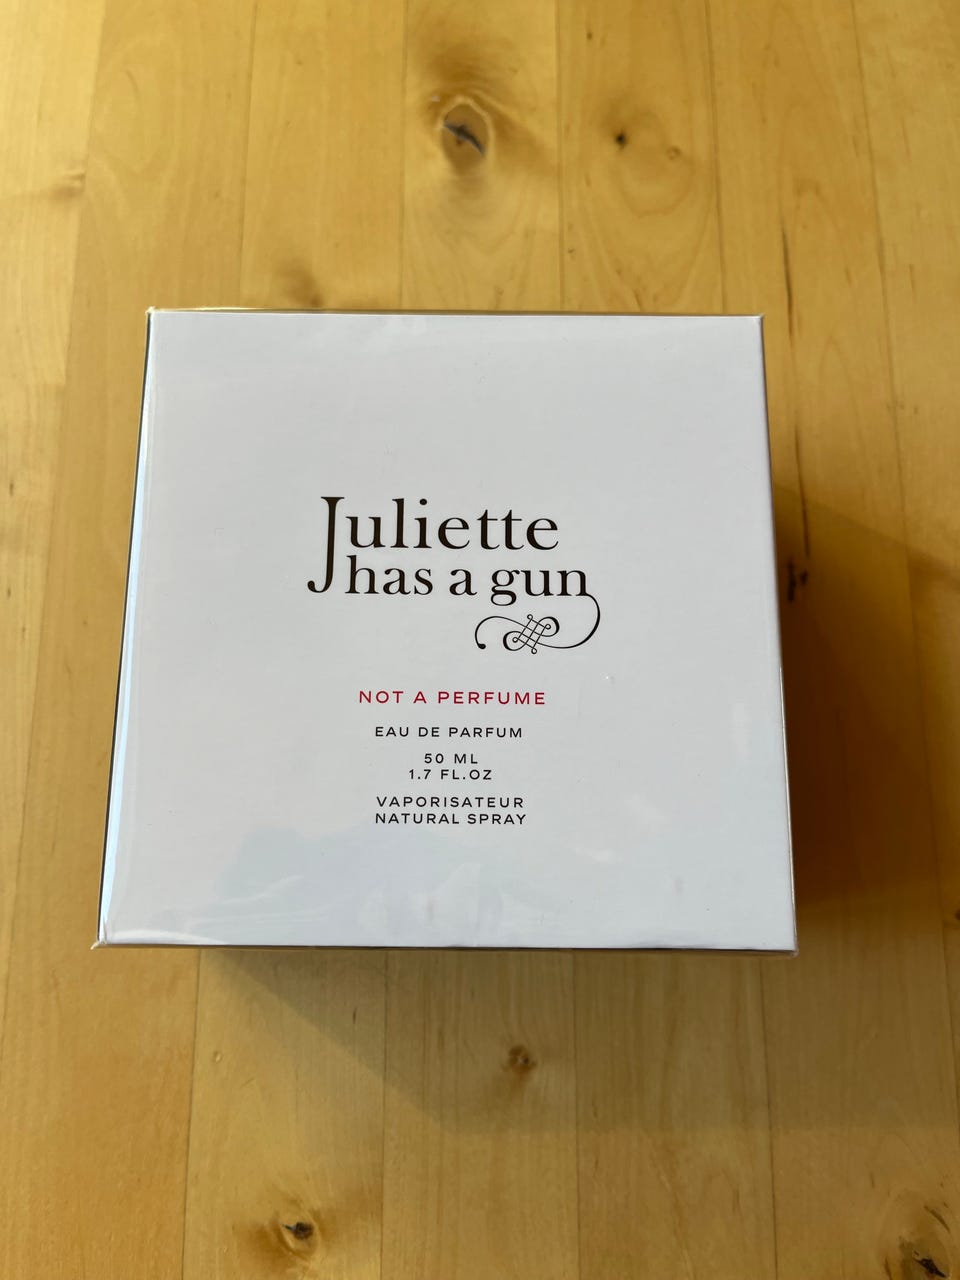 Juliette
has a gun
NOT A PERFUME
EAU DE PARFUM
50 ML
1.7 FL.OZ
VAPORISATEUR
NATURAL SPRAY